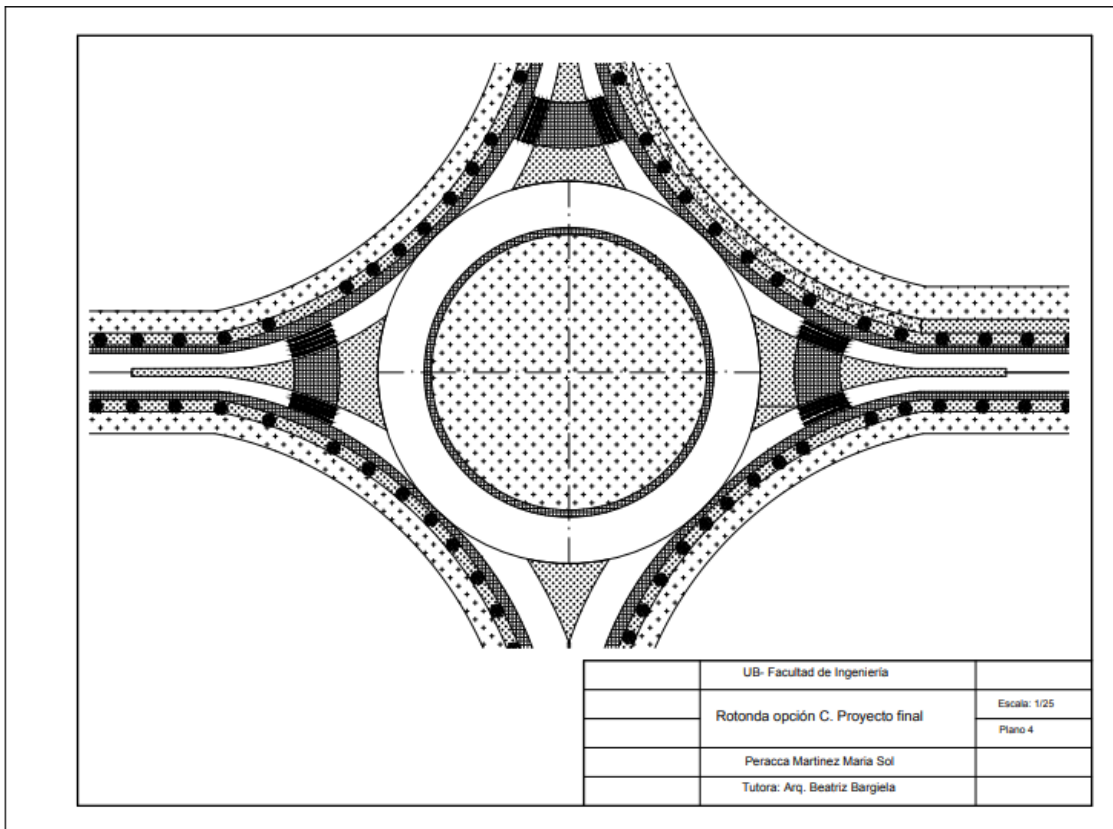 UB- Facultad de Ingeniería
Rotonda opción C. Proyecto final
Escala: 1/25
Plano 4
Peracca Martinez Maria Sol
Tutora: Arq. Beatriz Bargiela